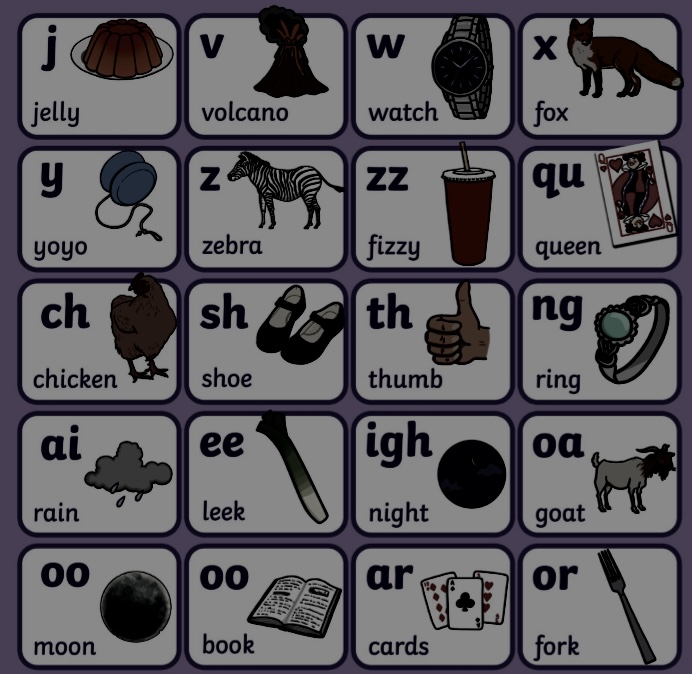 j
jelly
v
volcano
w
watch
x
fox
y
yoyo
z
zebra
zz
fizzy
qu
queen
ch
chicken
sh
shoe
th
thumb
ng
ring
ai
rain
ee
leek
igh
night
oa
goat
oo
moon
oo
book
ar
cards
or
fork